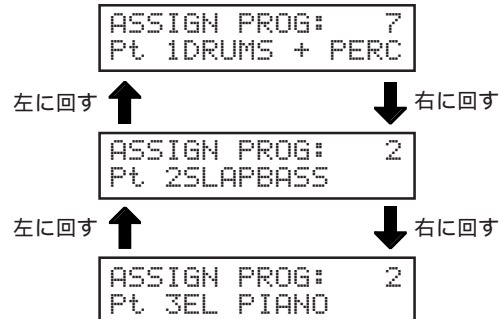 ASSIGN PROG: 7
Pt 1DRUMS + PERC
左に回す 右に回す
ASSIGN PROG: 2
Pt 2SLAPBASS
左に回す 右に回す
ASSIGN PROG: 2
Pt 3EL PIANO